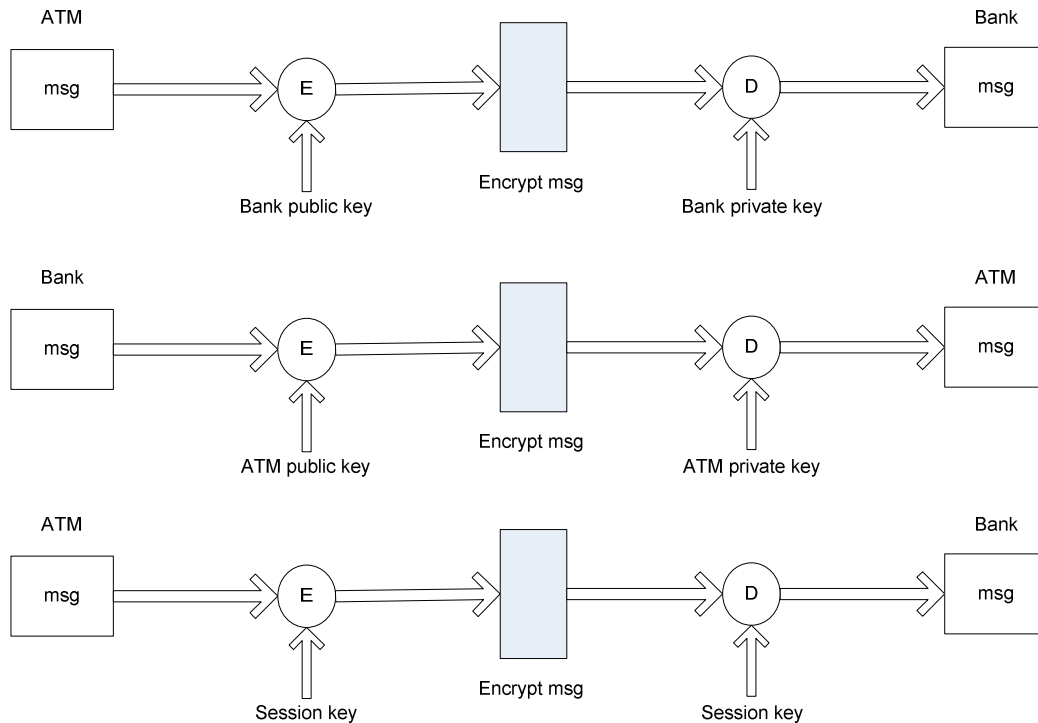 ATM
Bank
msg
E
D
msg
Encrypt msg
Bank public key
Bank private key
Bank
ATM
msg
E
D
msg
Encrypt msg
ATM public key
ATM private key
ATM
Bank
msg
E
D
msg
Encrypt msg
Session key
Session key